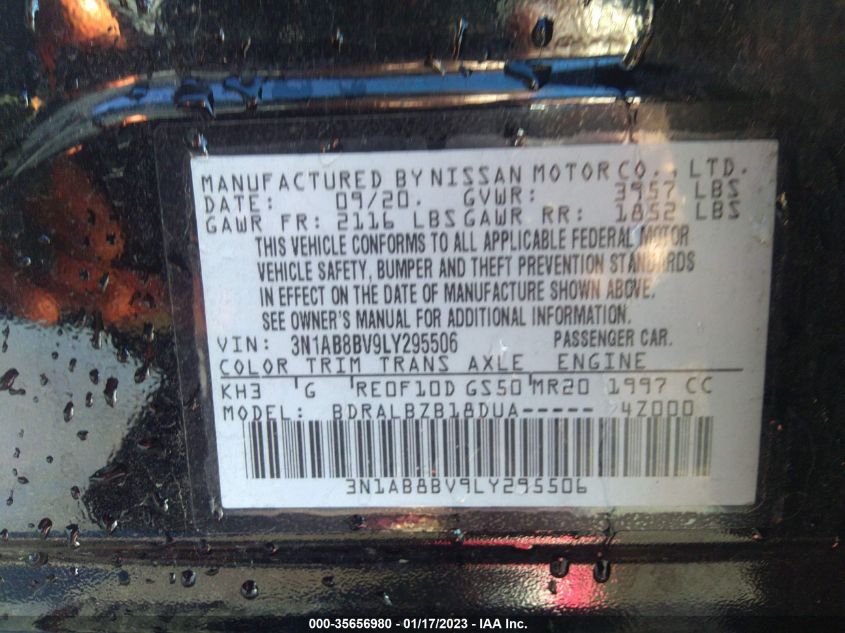 MANUFACTURED BY NISSAN MOTOR CO., LTD.
DATE: 09/20. GVWR: 3957 LBS
GAWR FR: 2116 LBS GAWR RR: 1852 LBS
THIS VEHICLE CONFORMS TO ALL APPLICABLE FEDERAL MOTOR
VEHICLE SAFETY, BUMPER AND THEFT PREVENTION STANDARDS
IN EFFECT ON THE DATE OF MANUFACTURE SHOWN ABOVE.
SEE OWNER'S MANUAL FOR ADDITIONAL INFORMATION.
VIN: 3N1AB8BV9LY295506 PASSENGER CAR.
COLOR TRIM TRANS AXLE ENGINE
KH3 'G 'RE0F10D GS50'MR20 1997 CC
MODEL: BDRALBZB18DUA----- 4Z000
3N1AB8BV9LY295506
000-35656980 - 01/17/2023 - IAA Inc.